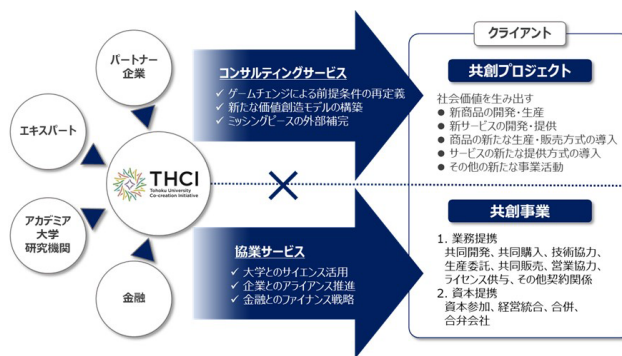 パートナー
企業
エキスパート
アカデミア
大学
研究機関
金融
THCI
Tohoku University
Co-creation Initiative
コンサルティングサービス
✓ ゲームチェンジによる前提条件の再定義
✓ 新たな価値創造モデルの構築
✓ ミッシングピースの外部補完
×
協業サービス
✓ 大学とのサイエンス活用
✓ 企業とのアライアンス推進
✓ 金融とのファイナンス戦略
クライアント
共創プロジェクト
社会価値を生み出す
● 新商品の開発・生産
● 新サービスの開発・提供
● 商品の新たな生産・販売方式の導入
● サービスの新たな提供方式の導入
● その他の新たな事業活動
共創事業
1. 業務提携
共同開発、共同購入、技術協力、
生産委託、共同販売、営業協力、
ライセンス供与、その他契約関係
2. 資本提携
資本参加、経営統合、合併、
合弁会社